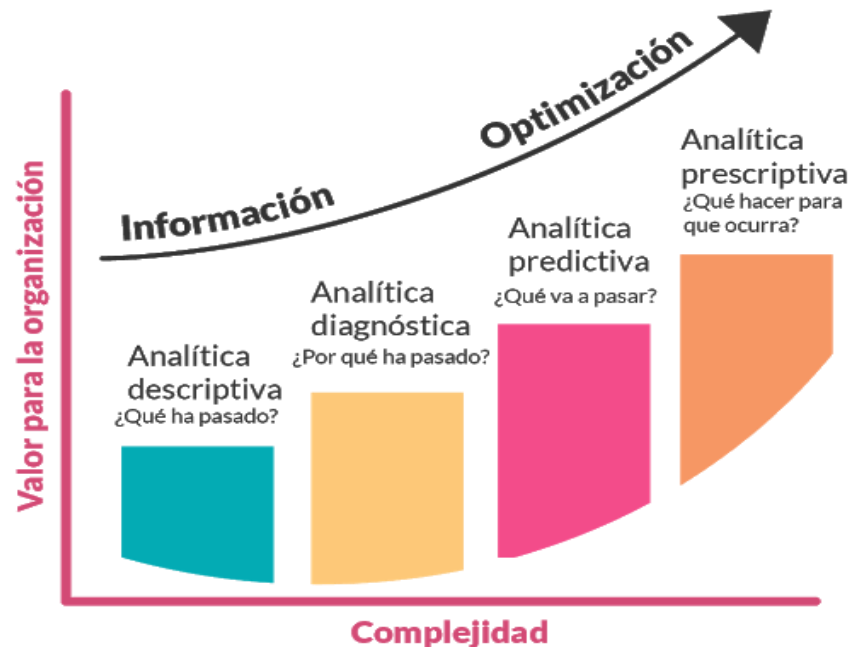 Valor para la organización
Información
Optimización
Analítica
descriptiva
¿Qué ha pasado?
Analítica
diagnóstica
¿Por qué ha pasado?
Analítica
predictiva
¿Qué va a pasar?
Analítica
prescriptiva
¿Qué hacer para
que ocurra?
Complejidad